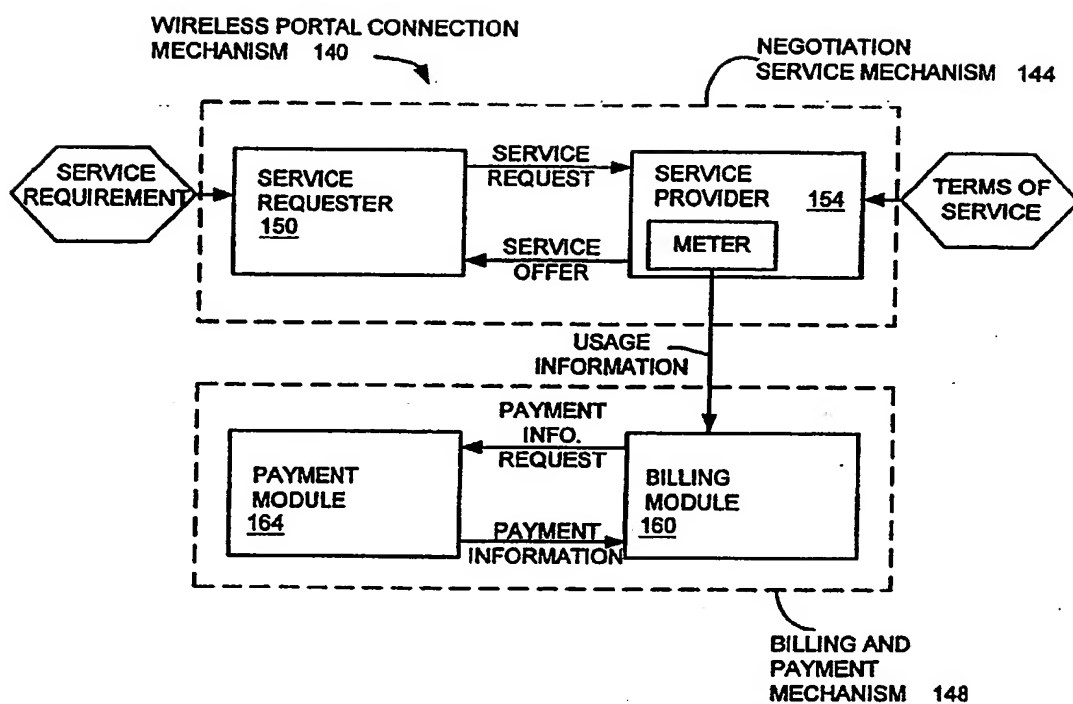 WIRELESS PORTAL CONNECTION
MECHANISM 140
NEGOTIATION
SERVICE MECHANISM 144
SERVICE
REQUIREMENT
SERVICE
REQUESTER
150
SERVICE
REQUEST
SERVICE
OFFER
SERVICE
PROVIDER
154
METER
TERMS OF
SERVICE
USAGE
INFORMATION
PAYMENT
INFO.
REQUEST
PAYMENT
MODULE
164
PAYMENT
INFORMATION
BILLING
MODULE
160
BILLING AND
PAYMENT
MECHANISM 148